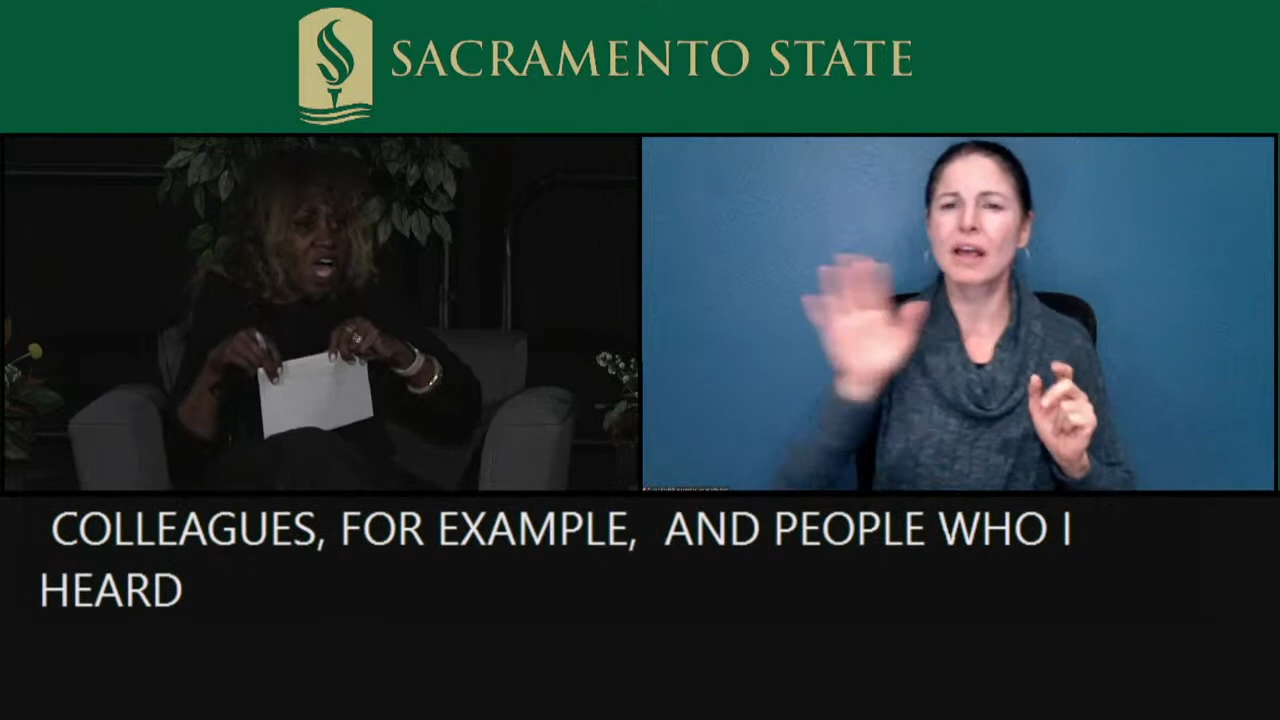 SACRAMENTO STATE
COLLEAGUES, FOR EXAMPLE,  AND PEOPLE WHO I
HEARD